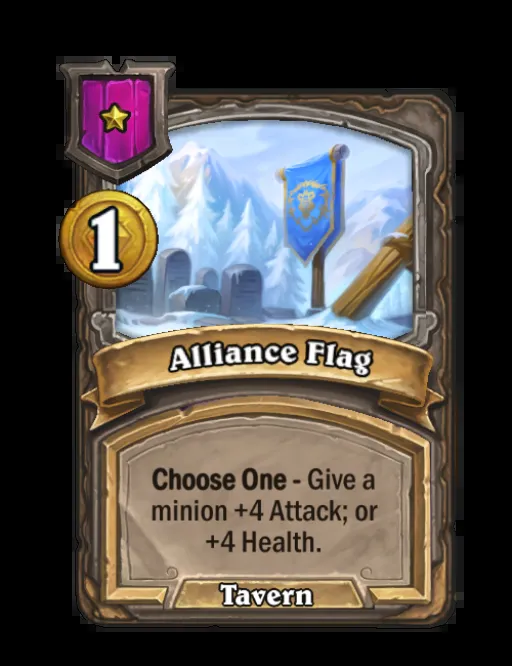 1
Alliance Flag
Choose One - Give a
minion +4 Attack; or
+4 Health.
Tavern